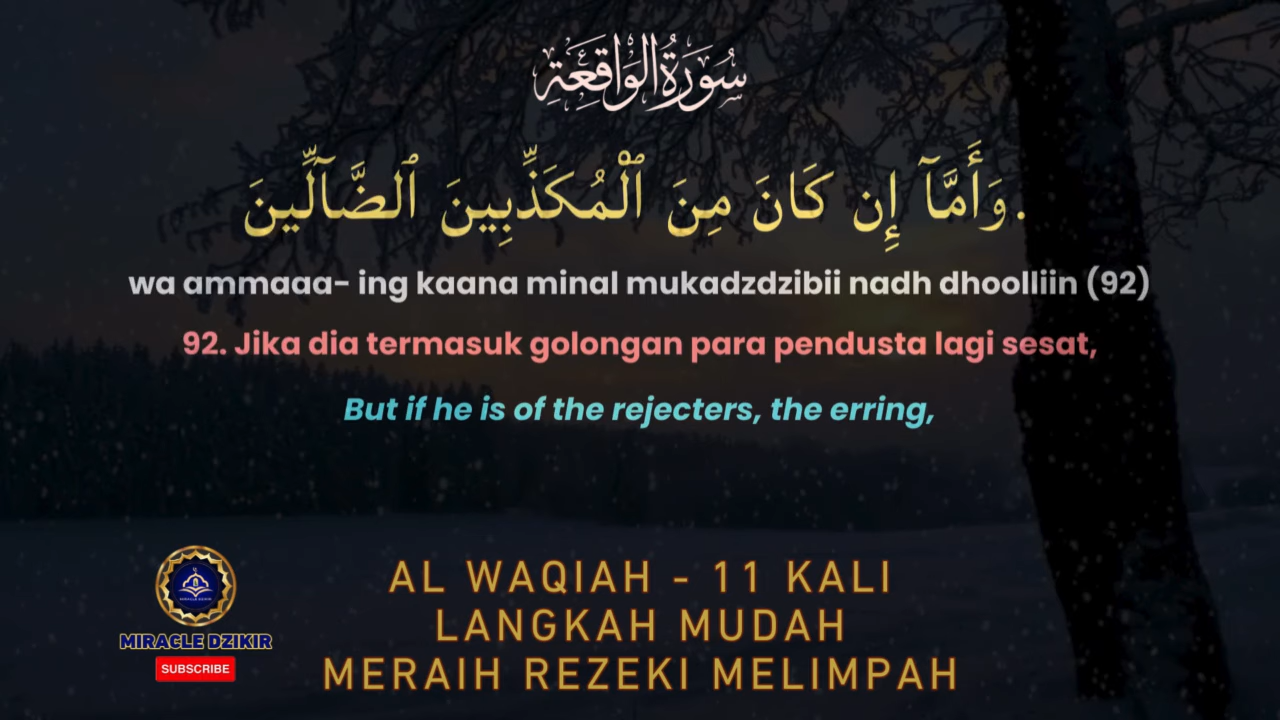 سُورَةُ الوَاقِعَةِ
وَأَمَّآ إِن كَانَ مِنَ ٱلْمُكَذِّبِينَ ٱلضَّآلِّينَ.
wa ammaaa- ing kaana minal mukadzdzibii nadh dhoolliin (92)
92. Jika dia termasuk golongan para pendusta lagi sesat,
But if he is of the rejecters, the erring,
AL WAQIAH - 11 KALI
LANGKAH MUDAH
MERAIH REZEKI MELIMPAH
MIRACLE DZIKIR
MIRACLE DZIKIR
SUBSCRIBE